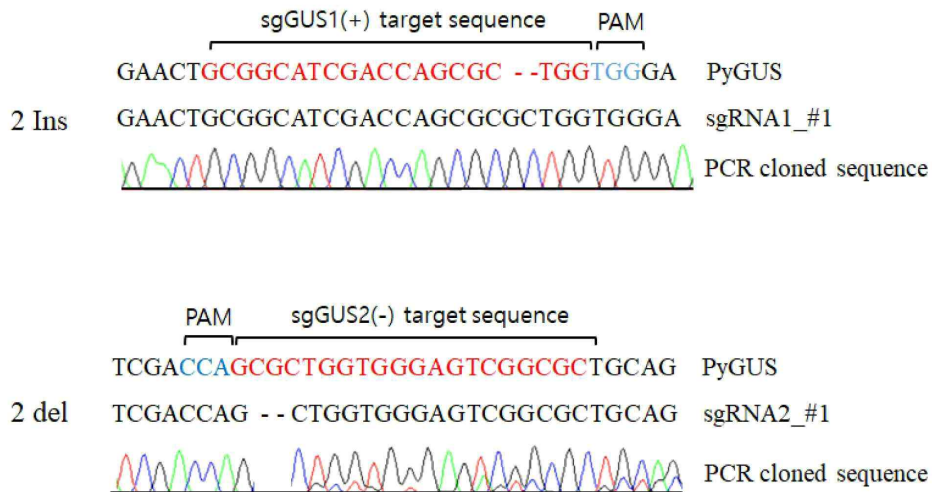 sgGUS1(+) target sequence PAM
GAACTGCGGCATCGACCAGCGC - -TGGTGGGA PyGUS
2 Ins GAACTGCGGCATCGACCAGCGCGCTGGTGGGA sgRNA1_#1
PCR cloned sequence
PAM sgGUS2(-) target sequence
TCGACCAGCGCTGGTGGGAGTCGGCGCTGCAG PyGUS
2 del TCGACCAG - -CTGGTGGGAGTCGGCGCTGCAG sgRNA2_#1
PCR cloned sequence